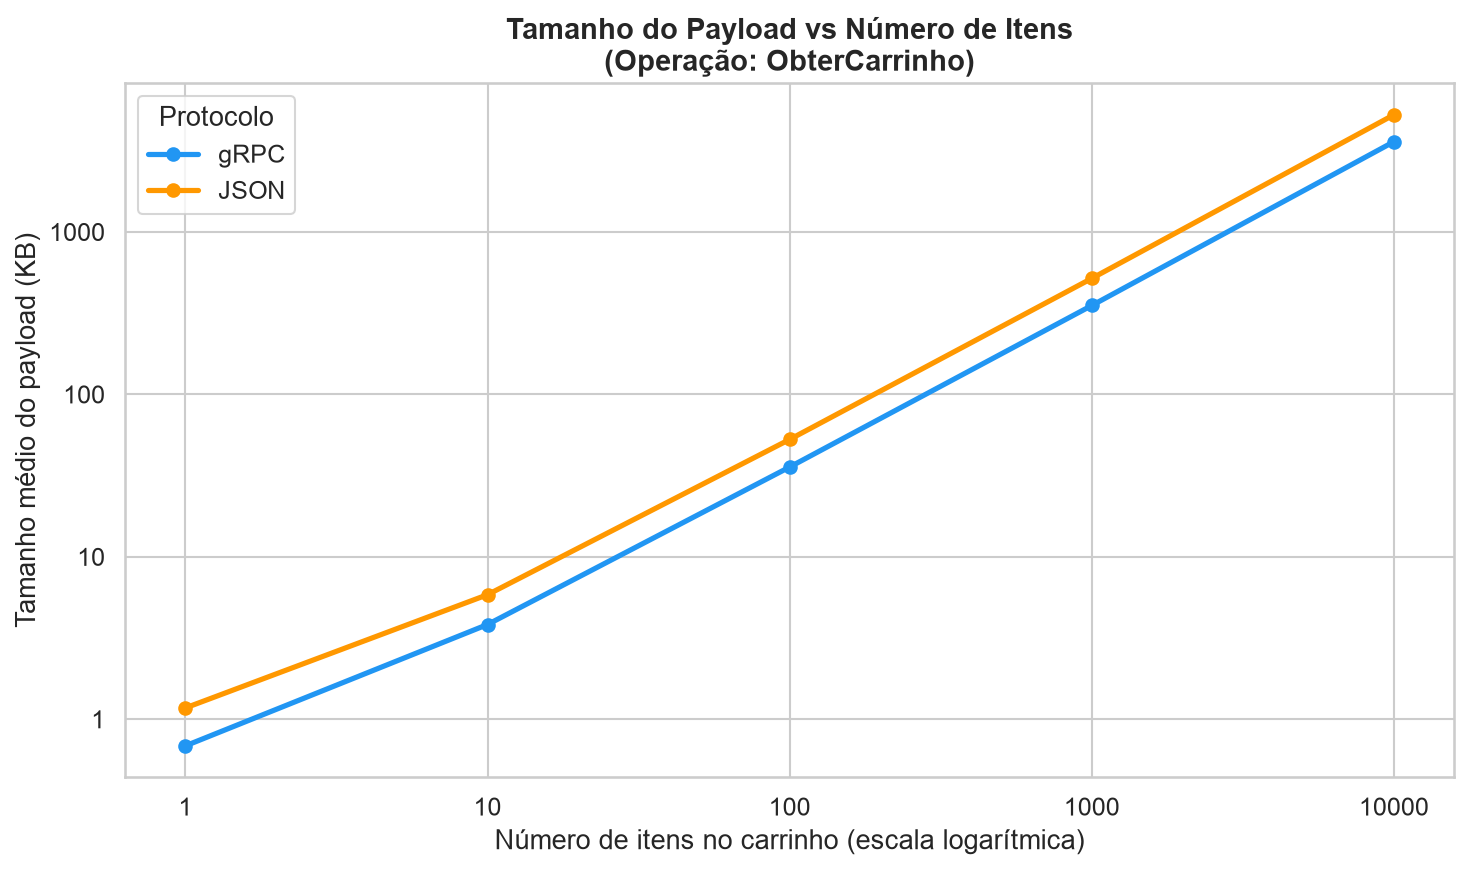 Tamanho do Payload vs Número de Itens
(Operação: ObterCarrinho)
Protocolo
gRPC
JSON
Tamanho médio do payload (KB)
1000
100
10
1
1
10
100
1000
10000
Número de itens no carrinho (escala logarítmica)